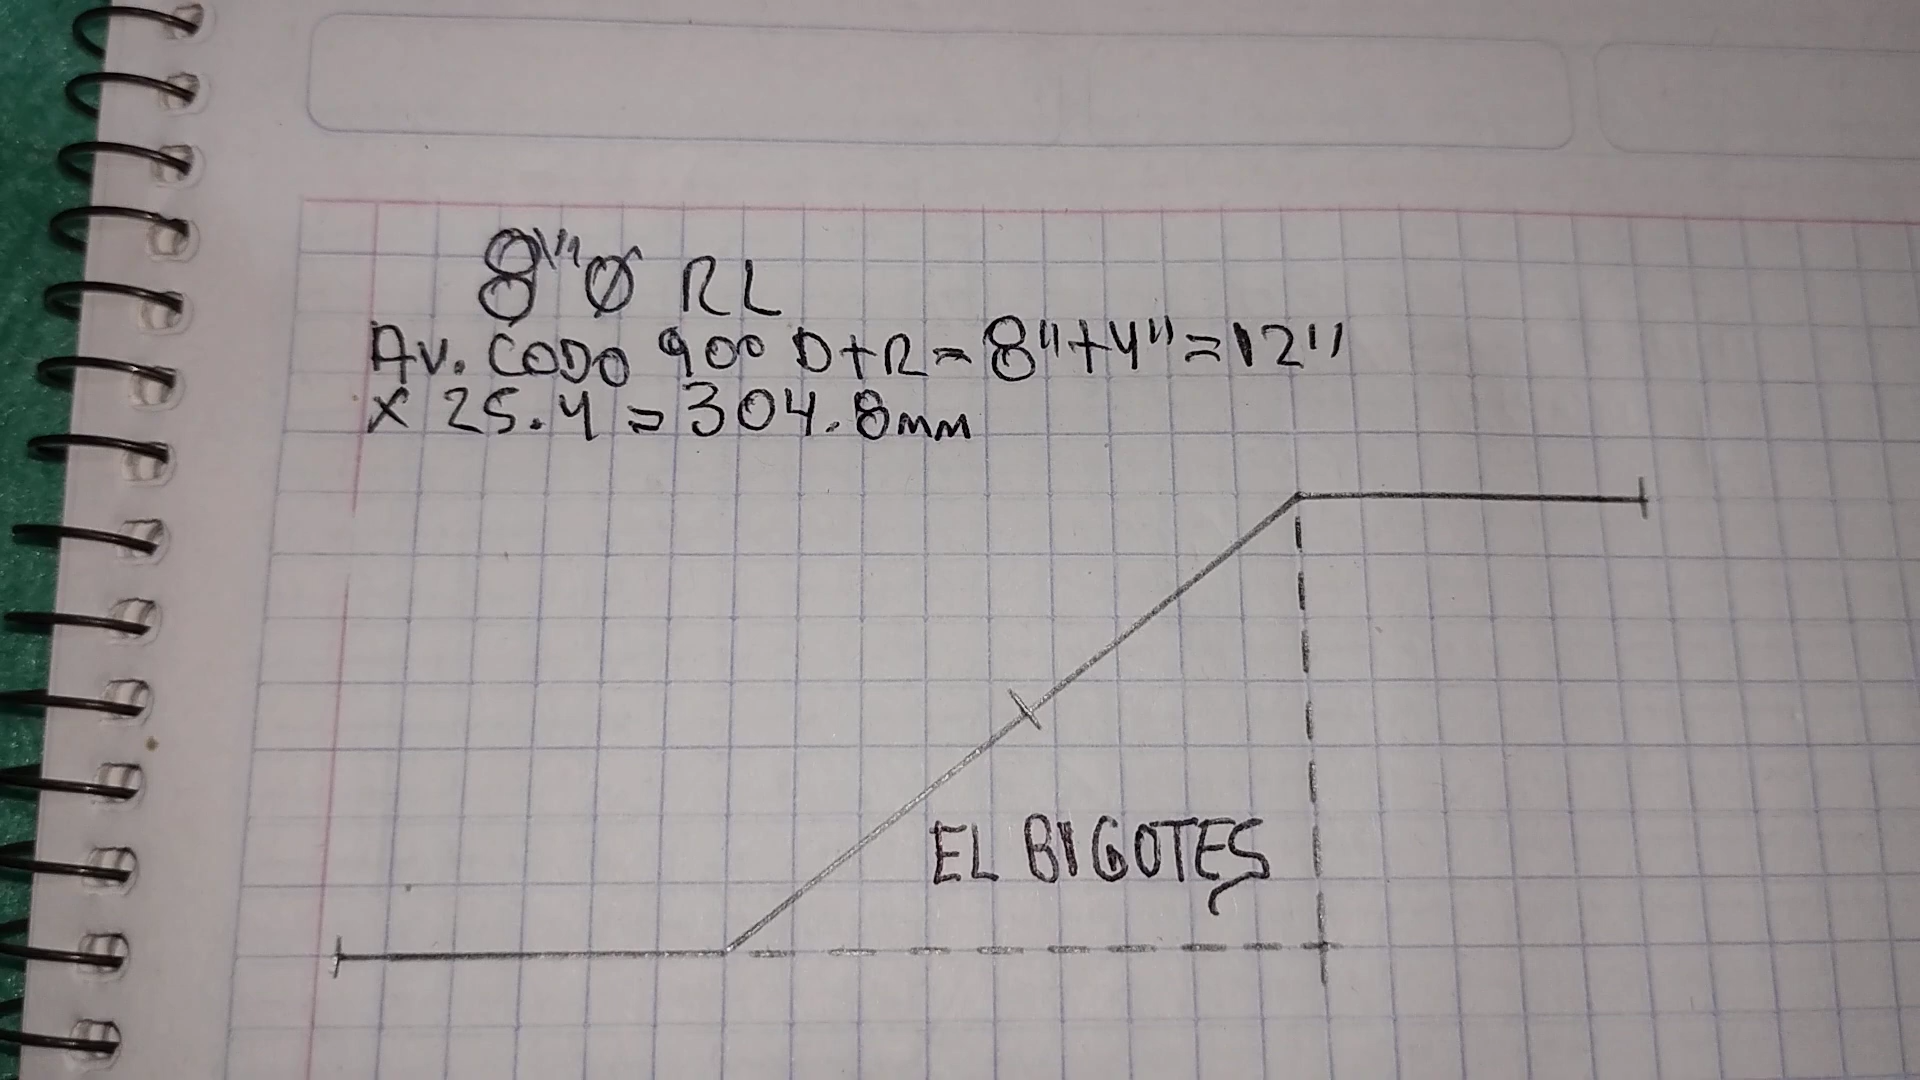 8"Ø RL
AV. CODO 90° D+R=8"+4"=12"
x 25.4 = 304.8mm
EL BIGOTES